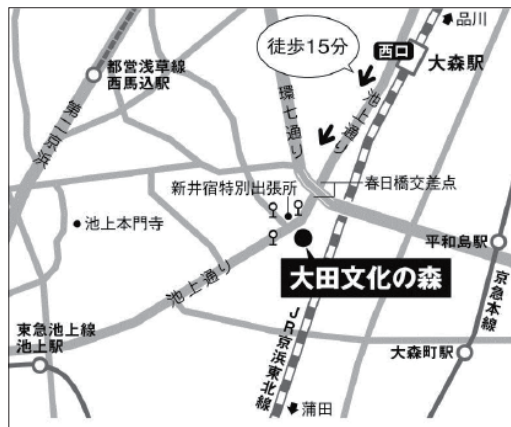 品川
徒歩15分
西口
大森駅
都営浅草線
西馬込駅
第二京浜
環七通り
池上通り
新井宿特別出張所
春日橋交差点
池上本門寺
平和島駅
大田文化の森
池上通り
京急本線
東急池上線
池上駅
JR京浜東北線
大森町駅
蒲田